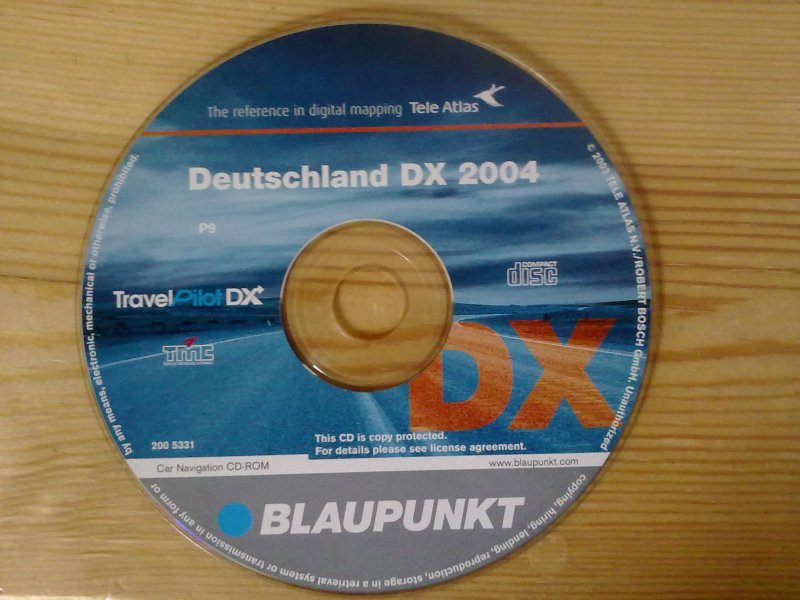 The reference in digital mapping Tele Atlas
Deutschland DX 2004
P9
COMPACT
disc
TravelPilot DX
TMC
DX
200 5331
This CD is copy protected.
For details please see license agreement.
Car Navigation CD-ROM
www.blaupunkt.com
BLAUPUNKT
© 2003 TELE ATLAS N.V./ROBERT BOSCH GmbH. Unauthorized
copying, hiring, lending, reproduction, storage in a retrieval system or transmission in any form or
by any means, electronic, mechanical or otherwise, prohibited.